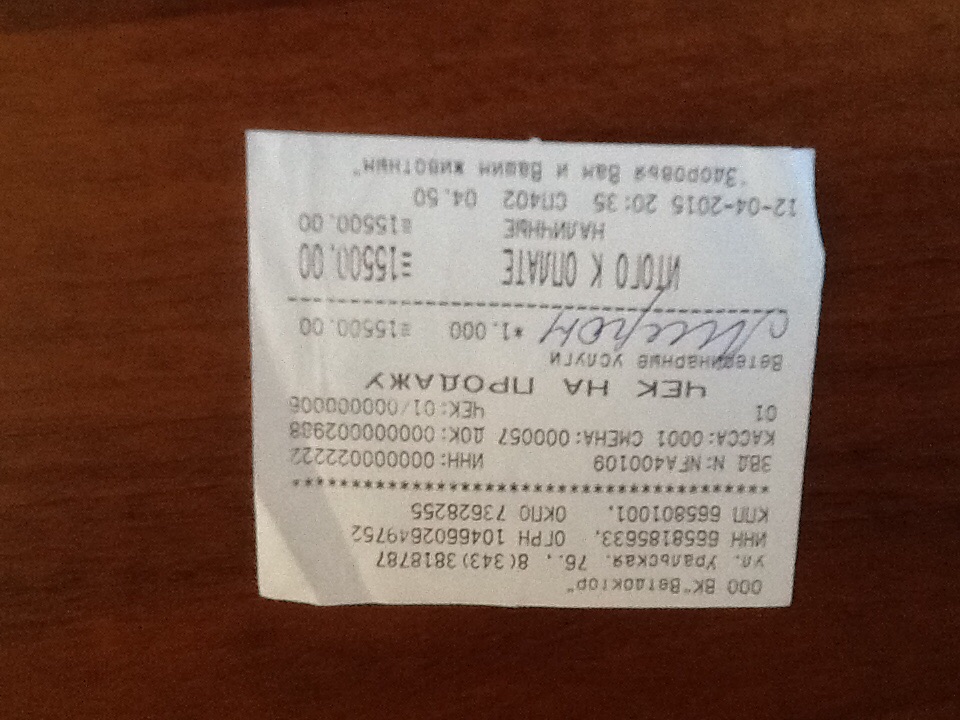 ООО ВК"Ветдоктор"
ул. Уральская. 76,. 8(343)3818787
ИНН 6658185633, ОГРН 1046602649752
КПП 665801001, ОКПО 73628255
****************************************
ЭВД N:NFA400109 ИНН:000000022222
КАССА:0001 СМЕНА:000057 ДОК:0000002988
01 ЧЕК:01/00000006
ЧЕК НА ПРОДАЖУ
Ветеринарные услуги
Мирон *1.000 ≡15500.00
ИТОГО К ОПЛАТЕ ≡15500.00
НАЛИЧНЫЕ ≡15500.00
12-04-2015 20:35 СП402 04.50
"Здоровья Вам и Вашим животным"